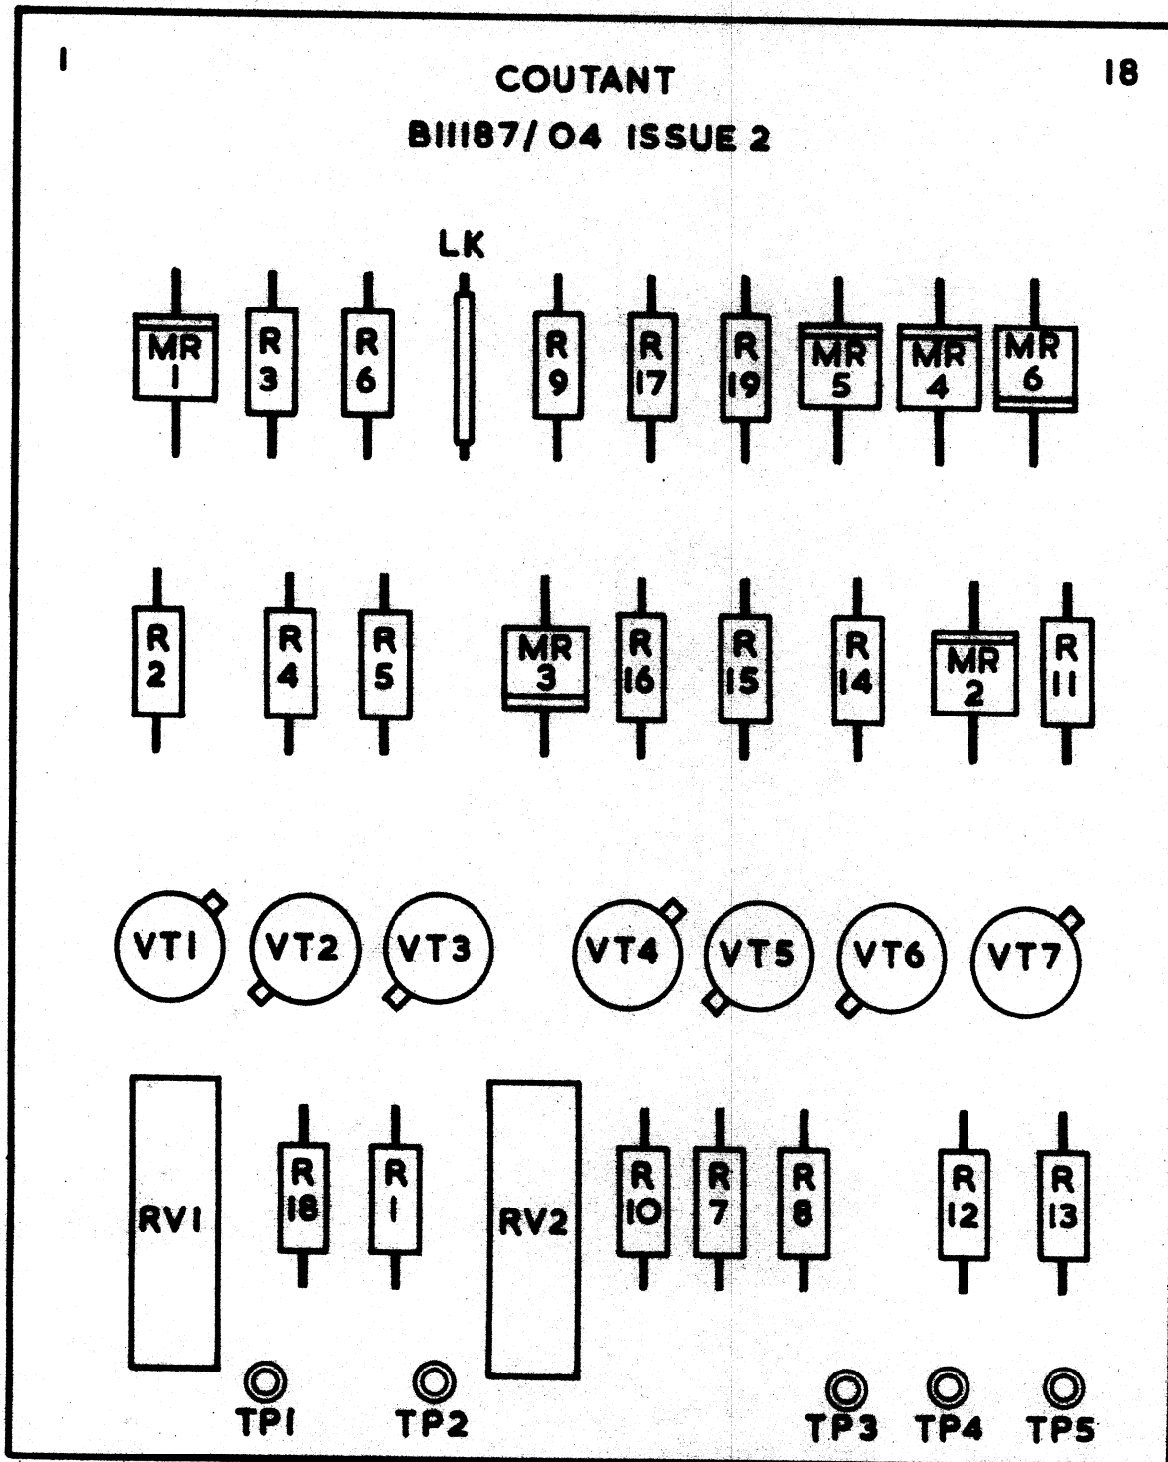 1 18
COUTANT
B11187/04 ISSUE 2
LK
MR 1 R 3 R 6 R 9 R 17 R 19 MR 5 MR 4 MR 6
R 2 R 4 R 5 MR 3 R 16 R 15 R 14 MR 2 R 11
VT1 VT2 VT3 VT4 VT5 VT6 VT7
RV1 R 18 R 1 RV2 R 10 R 7 R 8 R 12 R 13
TP1 TP2 TP3 TP4 TP5